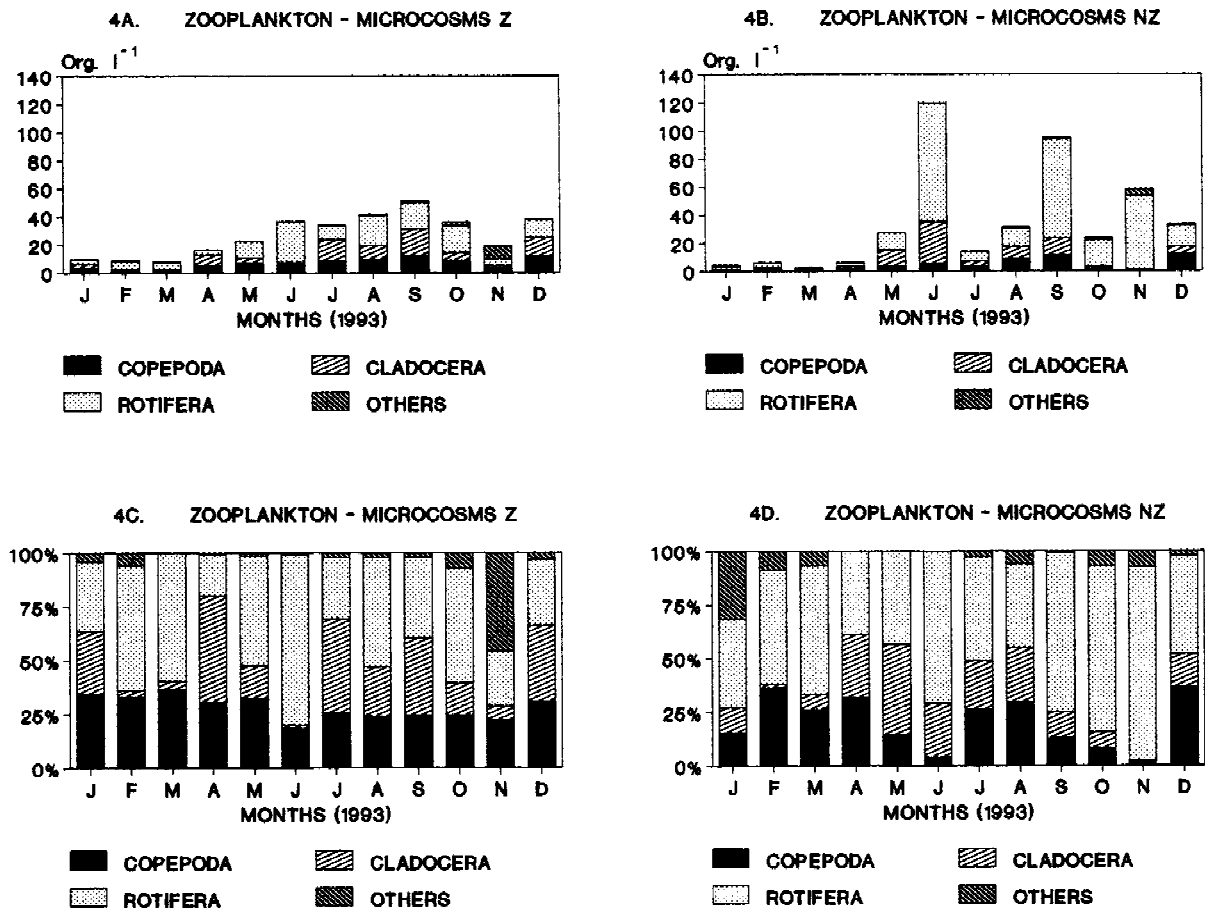 4A. ZOOPLANKTON - MICROCOSMS Z
Org. l⁻¹
140
120
100
80
60
40
20
0
J F M A M J J A S O N D
MONTHS (1993)
COPEPODA CLADOCERA
ROTIFERA OTHERS
4B. ZOOPLANKTON - MICROCOSMS NZ
Org. l⁻¹
140
120
100
80
60
40
20
0
J F M A M J J A S O N D
MONTHS (1993)
COPEPODA CLADOCERA
ROTIFERA OTHERS
4C. ZOOPLANKTON - MICROCOSMS Z
100%
75%
50%
25%
0%
J F M A M J J A S O N D
MONTHS (1993)
COPEPODA CLADOCERA
ROTIFERA OTHERS
4D. ZOOPLANKTON - MICROCOSMS NZ
100%
75%
50%
25%
0%
J F M A M J J A S O N D
MONTHS (1993)
COPEPODA CLADOCERA
ROTIFERA OTHERS